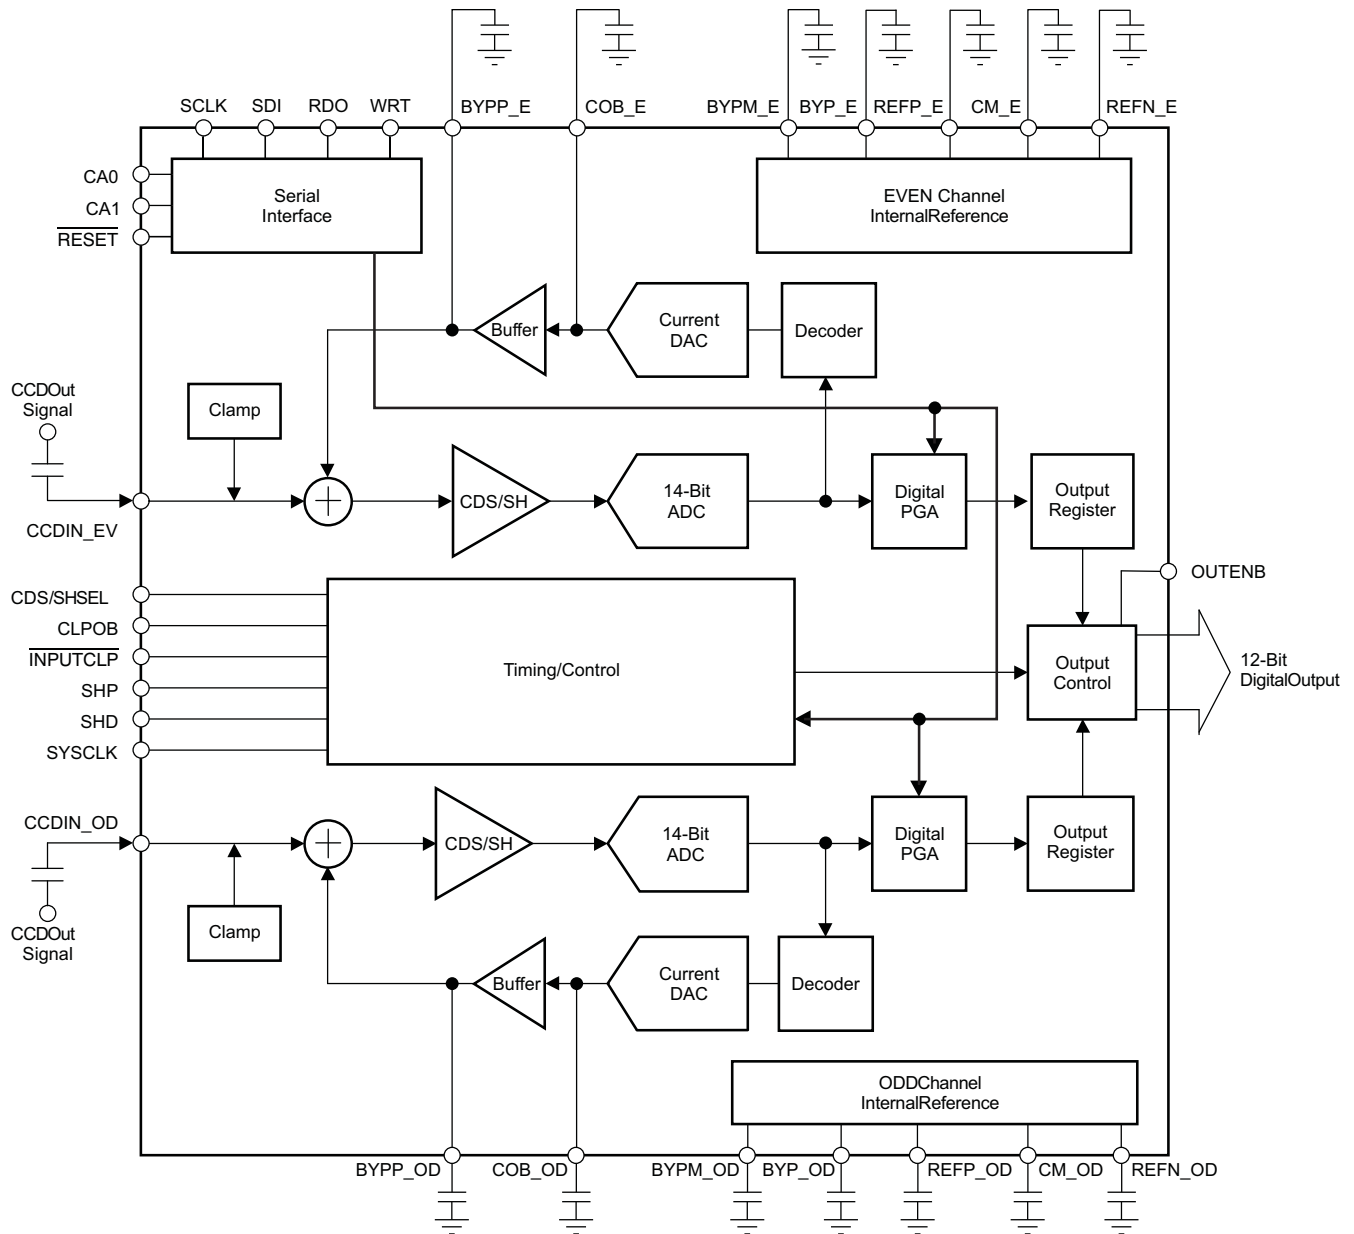 SCLK SDI RDO WRT BYPP_E COB_E BYPM_E BYP_E REFP_E CM_E REFN_E
CA0
CA1
RESET
Serial
Interface
EVEN Channel
InternalReference
Buffer
Current
DAC
Decoder
CCDOut
Signal
Clamp
CCDIN_EV
CDS/SH
14-Bit
ADC
Digital
PGA
Output
Register
OUTENB
CDS/SHSEL
CLPOB
INPUTCLP
SHP
SHD
SYSCLK
Timing/Control
Output
Control
12-Bit
DigitalOutput
CCDIN_OD
CDS/SH
14-Bit
ADC
Digital
PGA
Output
Register
CCDOut
Signal
Clamp
Buffer
Current
DAC
Decoder
ODDChannel
InternalReference
BYPP_OD COB_OD BYPM_OD BYP_OD REFP_OD CM_OD REFN_OD